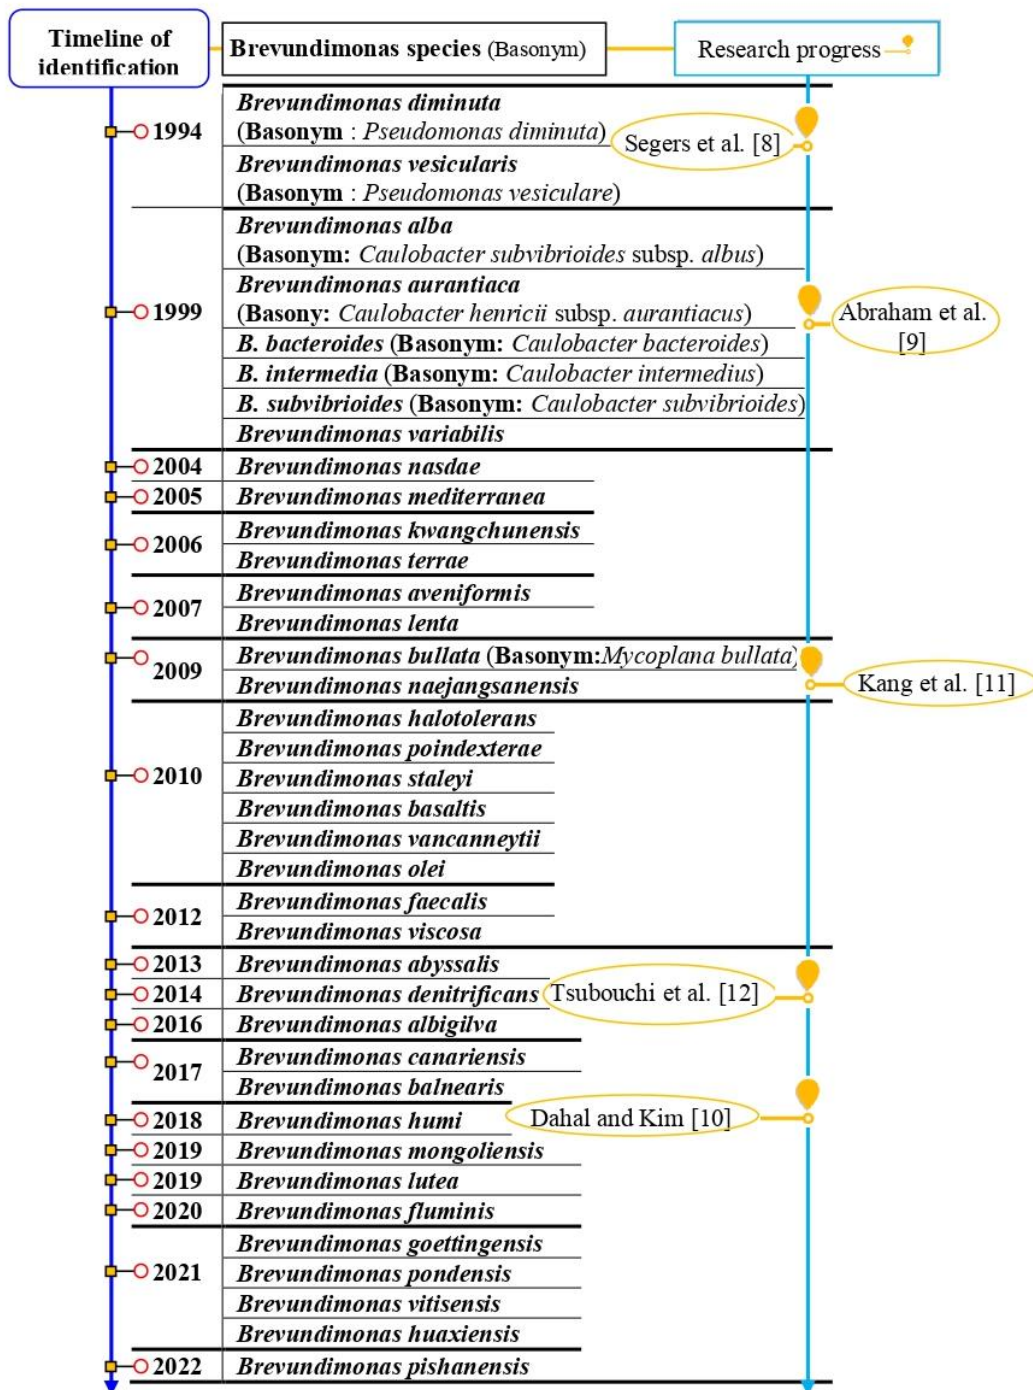 Timeline of
identification
Brevundimonas species (Basonym)
Research progress
1994
Brevundimonas diminuta
(Basonym : Pseudomonas diminuta)
Segers et al. [8]
Brevundimonas vesicularis
(Basonym : Pseudomonas vesiculare)
1999
Brevundimonas alba
(Basonym: Caulobacter subvibrioides subsp. albus)
Brevundimonas aurantiaca
(Basony: Caulobacter henricii subsp. aurantiacus)
Abraham et al.
[9]
B. bacteroides (Basonym: Caulobacter bacteroides)
B. intermedia (Basonym: Caulobacter intermedius)
B. subvibrioides (Basonym: Caulobacter subvibrioides)
Brevundimonas variabilis
2004 Brevundimonas nasdae
2005 Brevundimonas mediterranea
2006
Brevundimonas kwangchunensis
Brevundimonas terrae
2007
Brevundimonas aveniformis
Brevundimonas lenta
2009
Brevundimonas bullata (Basonym:Mycoplana bullata)
Brevundimonas naejangsanensis
Kang et al. [11]
2010
Brevundimonas halotolerans
Brevundimonas poindexterae
Brevundimonas staleyi
Brevundimonas basaltis
Brevundimonas vancanneytii
Brevundimonas olei
2012
Brevundimonas faecalis
Brevundimonas viscosa
2013 Brevundimonas abyssalis
2014 Brevundimonas denitrificans
Tsubouchi et al. [12]
2016 Brevundimonas albigilva
2017
Brevundimonas canariensis
Brevundimonas balnearis
2018 Brevundimonas humi
Dahal and Kim [10]
2019 Brevundimonas mongoliensis
2019 Brevundimonas lutea
2020 Brevundimonas fluminis
2021
Brevundimonas goettingensis
Brevundimonas pondensis
Brevundimonas vitisensis
Brevundimonas huaxiensis
2022 Brevundimonas pishanensis